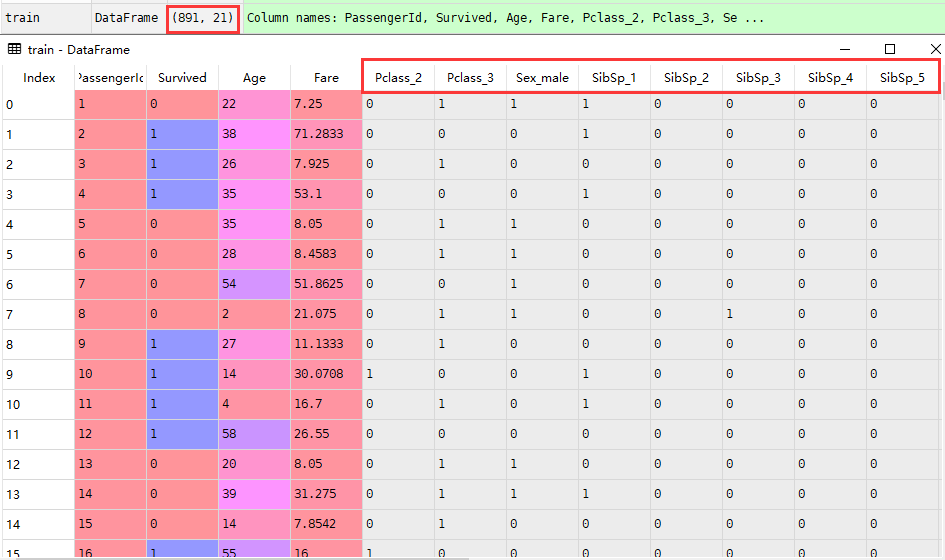 train DataFrame (891, 21) Column names: PassengerId, Survived, Age, Fare, Pclass_2, Pclass_3, Se ...
train - DataFrame
Index PassengerId Survived Age Fare Pclass_2 Pclass_3 Sex_male SibSp_1 SibSp_2 SibSp_3 SibSp_4 SibSp_5
0 1 0 22 7.25 0 1 1 1 0 0 0 0
1 2 1 38 71.2833 0 0 0 1 0 0 0 0
2 3 1 26 7.925 0 1 0 0 0 0 0 0
3 4 1 35 53.1 0 0 0 1 0 0 0 0
4 5 0 35 8.05 0 1 1 0 0 0 0 0
5 6 0 28 8.4583 0 1 1 0 0 0 0 0
6 7 0 54 51.8625 0 0 1 0 0 0 0 0
7 8 0 2 21.075 0 1 1 0 0 1 0 0
8 9 1 27 11.1333 0 1 0 0 0 0 0 0
9 10 1 14 30.0708 1 0 0 1 0 0 0 0
10 11 1 4 16.7 0 1 0 1 0 0 0 0
11 12 1 58 26.55 0 0 0 0 0 0 0 0
12 13 0 20 8.05 0 1 1 0 0 0 0 0
13 14 0 39 31.275 0 1 1 1 0 0 0 0
14 15 0 14 7.8542 0 1 0 0 0 0 0 0
15 16 1 55 16 1 0 0 0 0 0 0 0